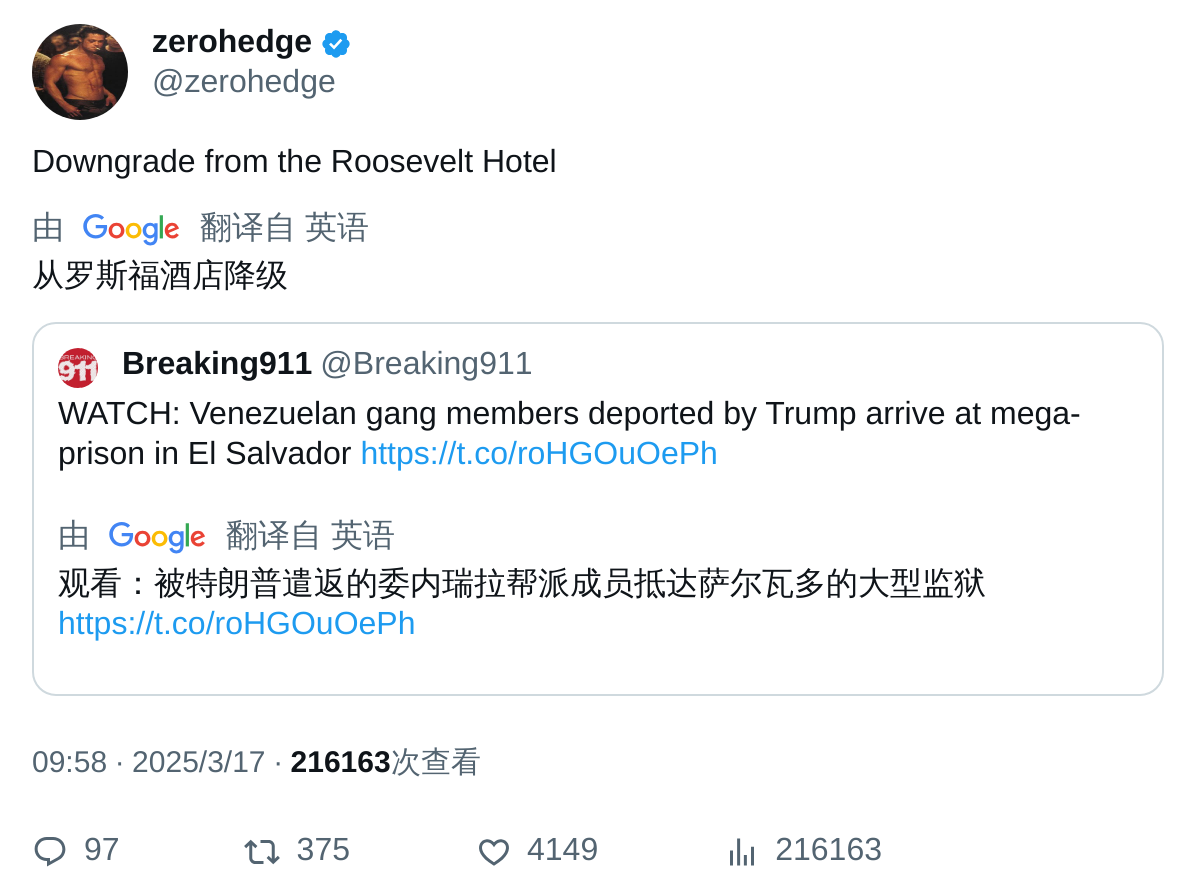 zerohedge
@zerohedge
Downgrade from the Roosevelt Hotel
由 Google 翻译自 英语
从罗斯福酒店降级
BREAKING
911
Breaking911 @Breaking911
WATCH: Venezuelan gang members deported by Trump arrive at mega-
prison in El Salvador https://t.co/roHGOuOePh
由 Google 翻译自 英语
观看：被特朗普遣返的委内瑞拉帮派成员抵达萨尔瓦多的大型监狱
https://t.co/roHGOuOePh
09:58 · 2025/3/17 · 216163次查看
97 375 4149 216163